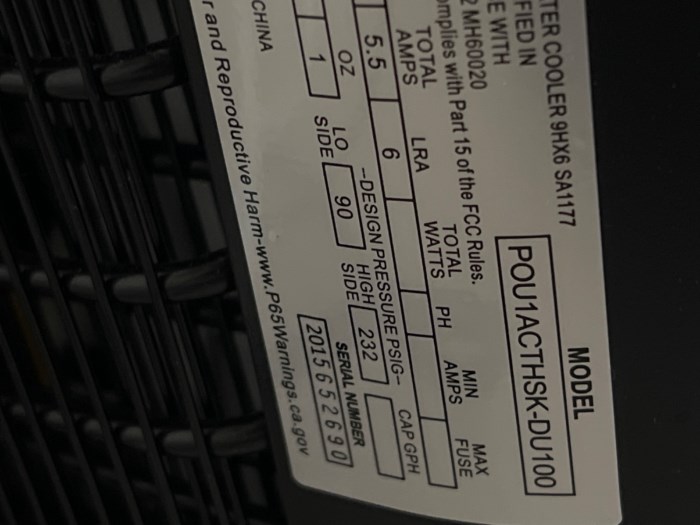 TER COOLER 9HX6 SA1177
MODEL
FIED IN
POU1ACTHSK-DU100
E WITH
2 MH60020
mplies with Part 15 of the FCC Rules.
TOTAL AMPS LRA TOTAL WATTS PH MIN AMPS MAX FUSE
5.5 6
-DESIGN PRESSURE PSIG- CAP GPH
OZ 1 LO SIDE 90 HIGH SIDE 232
SERIAL NUMBER
2015652690
CHINA
r and Reproductive Harm-www.P65Warnings.ca.gov